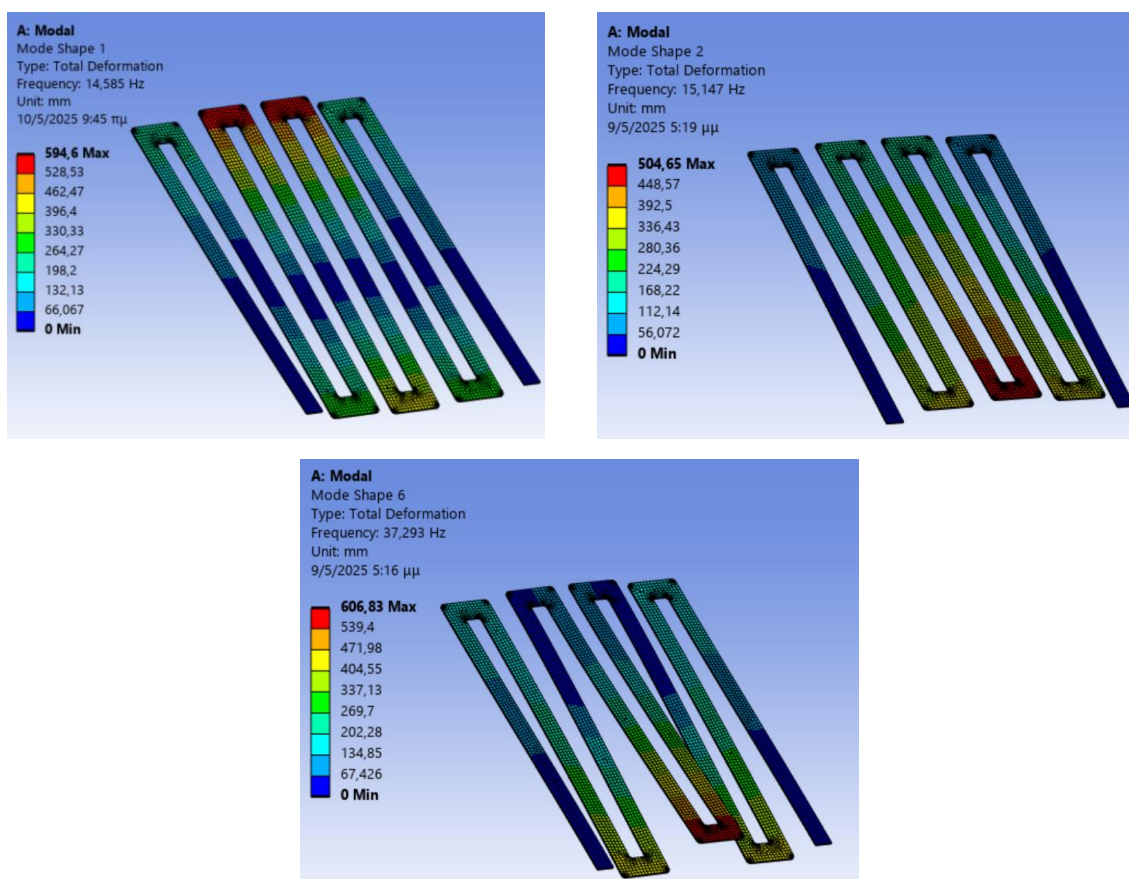 A: Modal
Mode Shape 1
Type: Total Deformation
Frequency: 14,585 Hz
Unit: mm
10/5/2025 9:45 πμ
594,6 Max
528,53
462,47
396,4
330,33
264,27
198,2
132,13
66,067
0 Min
A: Modal
Mode Shape 2
Type: Total Deformation
Frequency: 15,147 Hz
Unit: mm
9/5/2025 5:19 μμ
504,65 Max
448,57
392,5
336,43
280,36
224,29
168,22
112,14
56,072
0 Min
A: Modal
Mode Shape 6
Type: Total Deformation
Frequency: 37,293 Hz
Unit: mm
9/5/2025 5:16 μμ
606,83 Max
539,4
471,98
404,55
337,13
269,7
202,28
134,85
67,426
0 Min